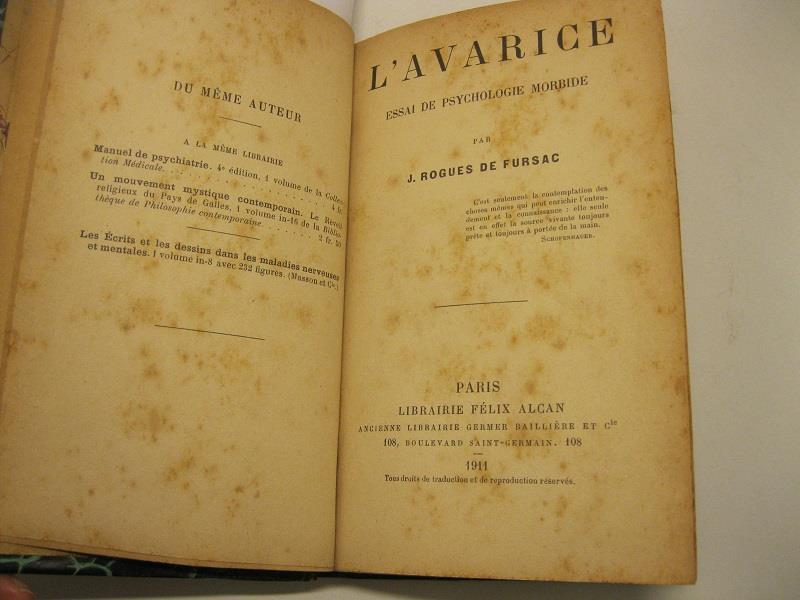 DU MÊME AUTEUR
A LA MÊME LIBRAIRIE
Manuel de psychiatrie. 4e édition, 1 volume de la Collec-
tion Médicale. . . . . . . . . . . . 4 fr.
Un mouvement mystique contemporain. Le Réveil
religieux du Pays de Galles, 1 volume in-16 de la Biblio-
thèque de Philosophie contemporaine. . . . . . . 2 fr. 50
Les Écrits et les dessins dans les maladies nerveuses
et mentales. 1 volume in-8 avec 232 figures. (Masson et Cie.)
L'AVARICE
ESSAI DE PSYCHOLOGIE MORBIDE
PAR
J. ROGUES DE FURSAC
C'est seulement la contemplation des
choses mêmes qui peut enrichir l'enten-
dement et la connaissance : elle seule
est en effet la source vivante toujours
prête et toujours à portée de la main.
SCHOPENHAUER.
PARIS
LIBRAIRIE FÉLIX ALCAN
ANCIENNE LIBRAIRIE GERMER BAILLIÈRE ET Cie
108, BOULEVARD SAINT-GERMAIN, 108
1911
Tous droits de traduction et de reproduction réservés.